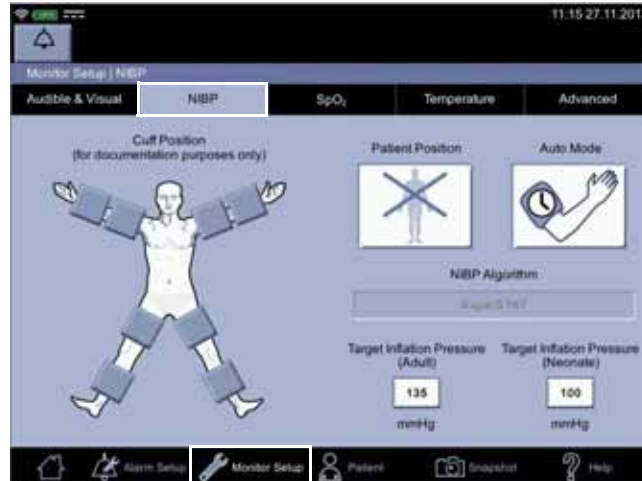 11:15 27.11.201
Monitor Setup | NIBP
Audible & Visual NIBP SpO₂ Temperature Advanced
Cuff Position
(for documentation purposes only)
Patient Position Auto Mode
NIBP Algorithm
Target Inflation Pressure Target Inflation Pressure
(Adult) (Neonate)
135 100
mmHg mmHg
Alarm Setup Monitor Setup Patient Snapshot Help